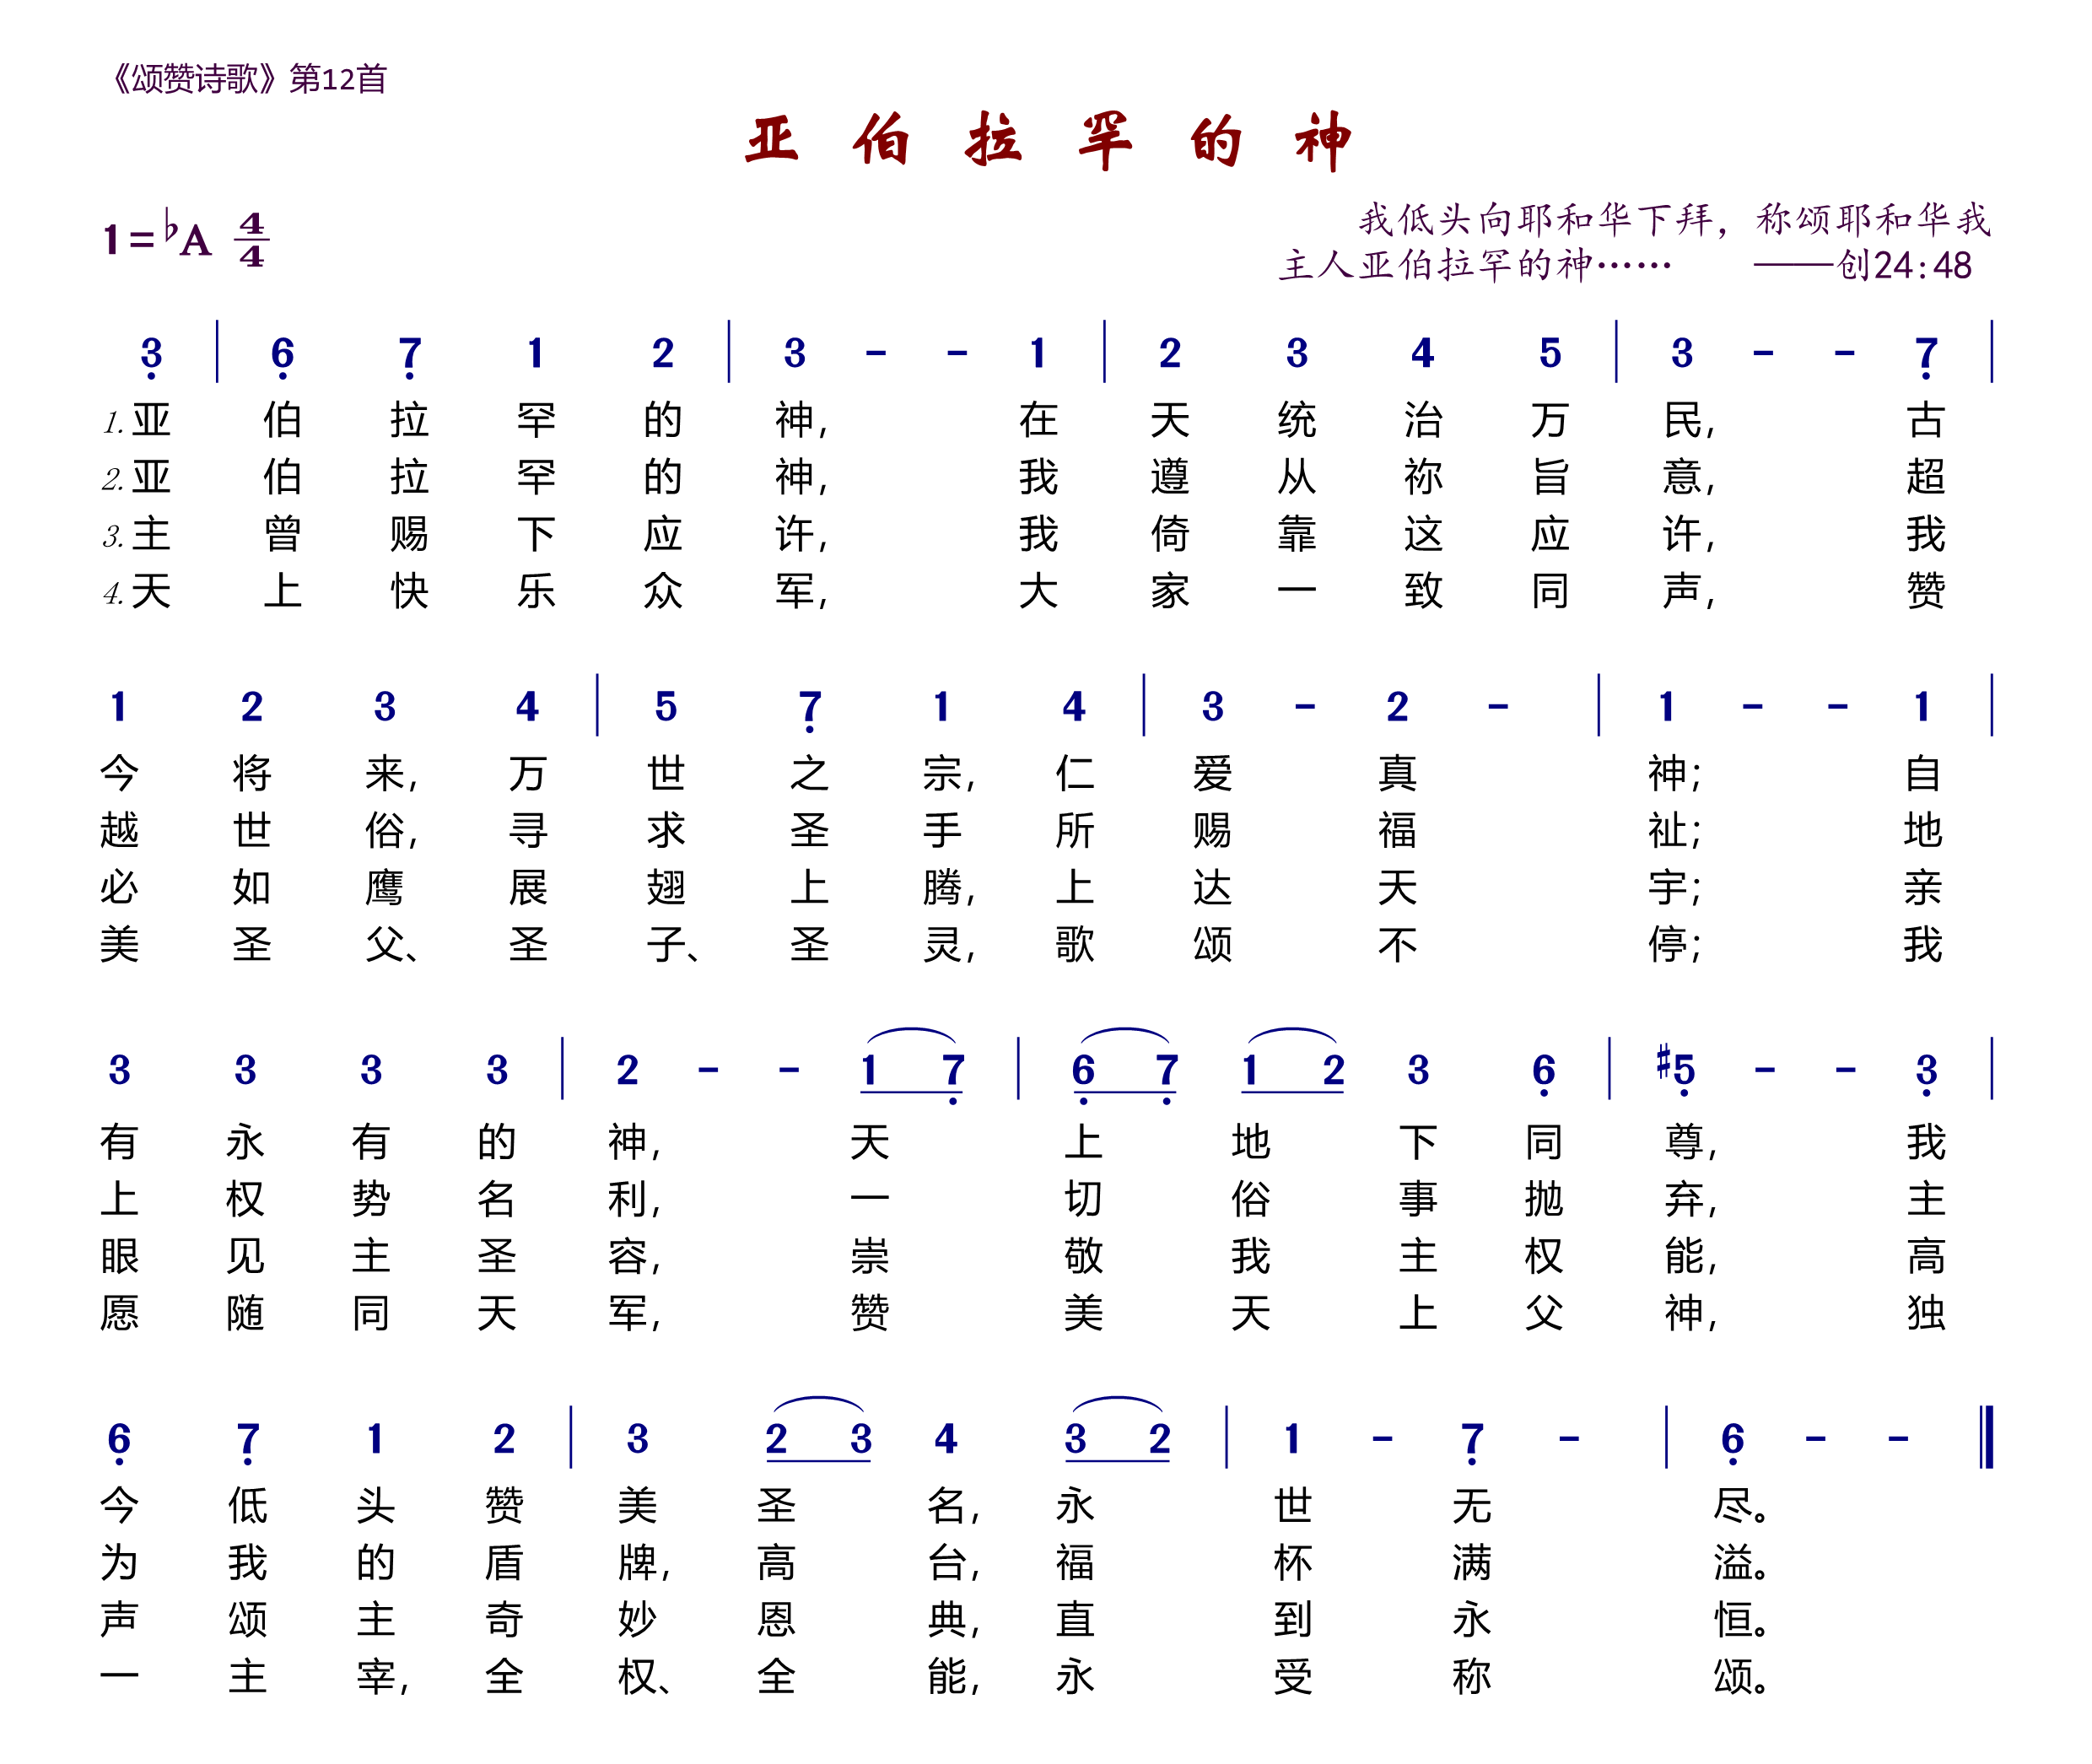 《颂赞诗歌》第12首
亚伯拉罕的神
1=♭A 4/4
我低头向耶和华下拜，称颂耶和华我
主人亚伯拉罕的神…… ——创24:48
3̣ | 6̣ 7̣ 1 2 | 3 - - 1 | 2 3 4 5 | 3 - - 7̣ |
1.亚伯拉罕的神，在天统治万民，古
2.亚伯拉罕的神，我遵从祢旨意，超
3.主曾赐下应许，我倚靠这应许，我
4.天上快乐众军，大家一致同声，赞
1 2 3 4 | 5 7̣ 1 4 | 3 - 2 - | 1 - - 1 |
今将来，万世之宗，仁爱真神；自
越世俗，寻求圣手所赐福祉；地
必如鹰展翅上腾，上达天宇；亲
美圣父、圣子、圣灵，歌颂不停；我
3 3 3 3 | 2 - - 1 7̣ | 6̣ 7̣ 1 2 3 6̣ | #5̣ - - 3̣ |
有永有的神，天上地下同尊，我
上权势名利，一切俗事抛弃，主
眼见主圣容，崇敬我主权能，高
愿随同天军，赞美天上父神，独
6̣ 7̣ 1 2 | 3 2 3 4 3 2 | 1 - 7̣ - | 6̣ - - ‖
今低头赞美圣名，永世无尽。
为我的盾牌，高台，福杯满溢。
声颂主奇妙恩典，直到永恒。
一主宰，全权、全能，永受称颂。